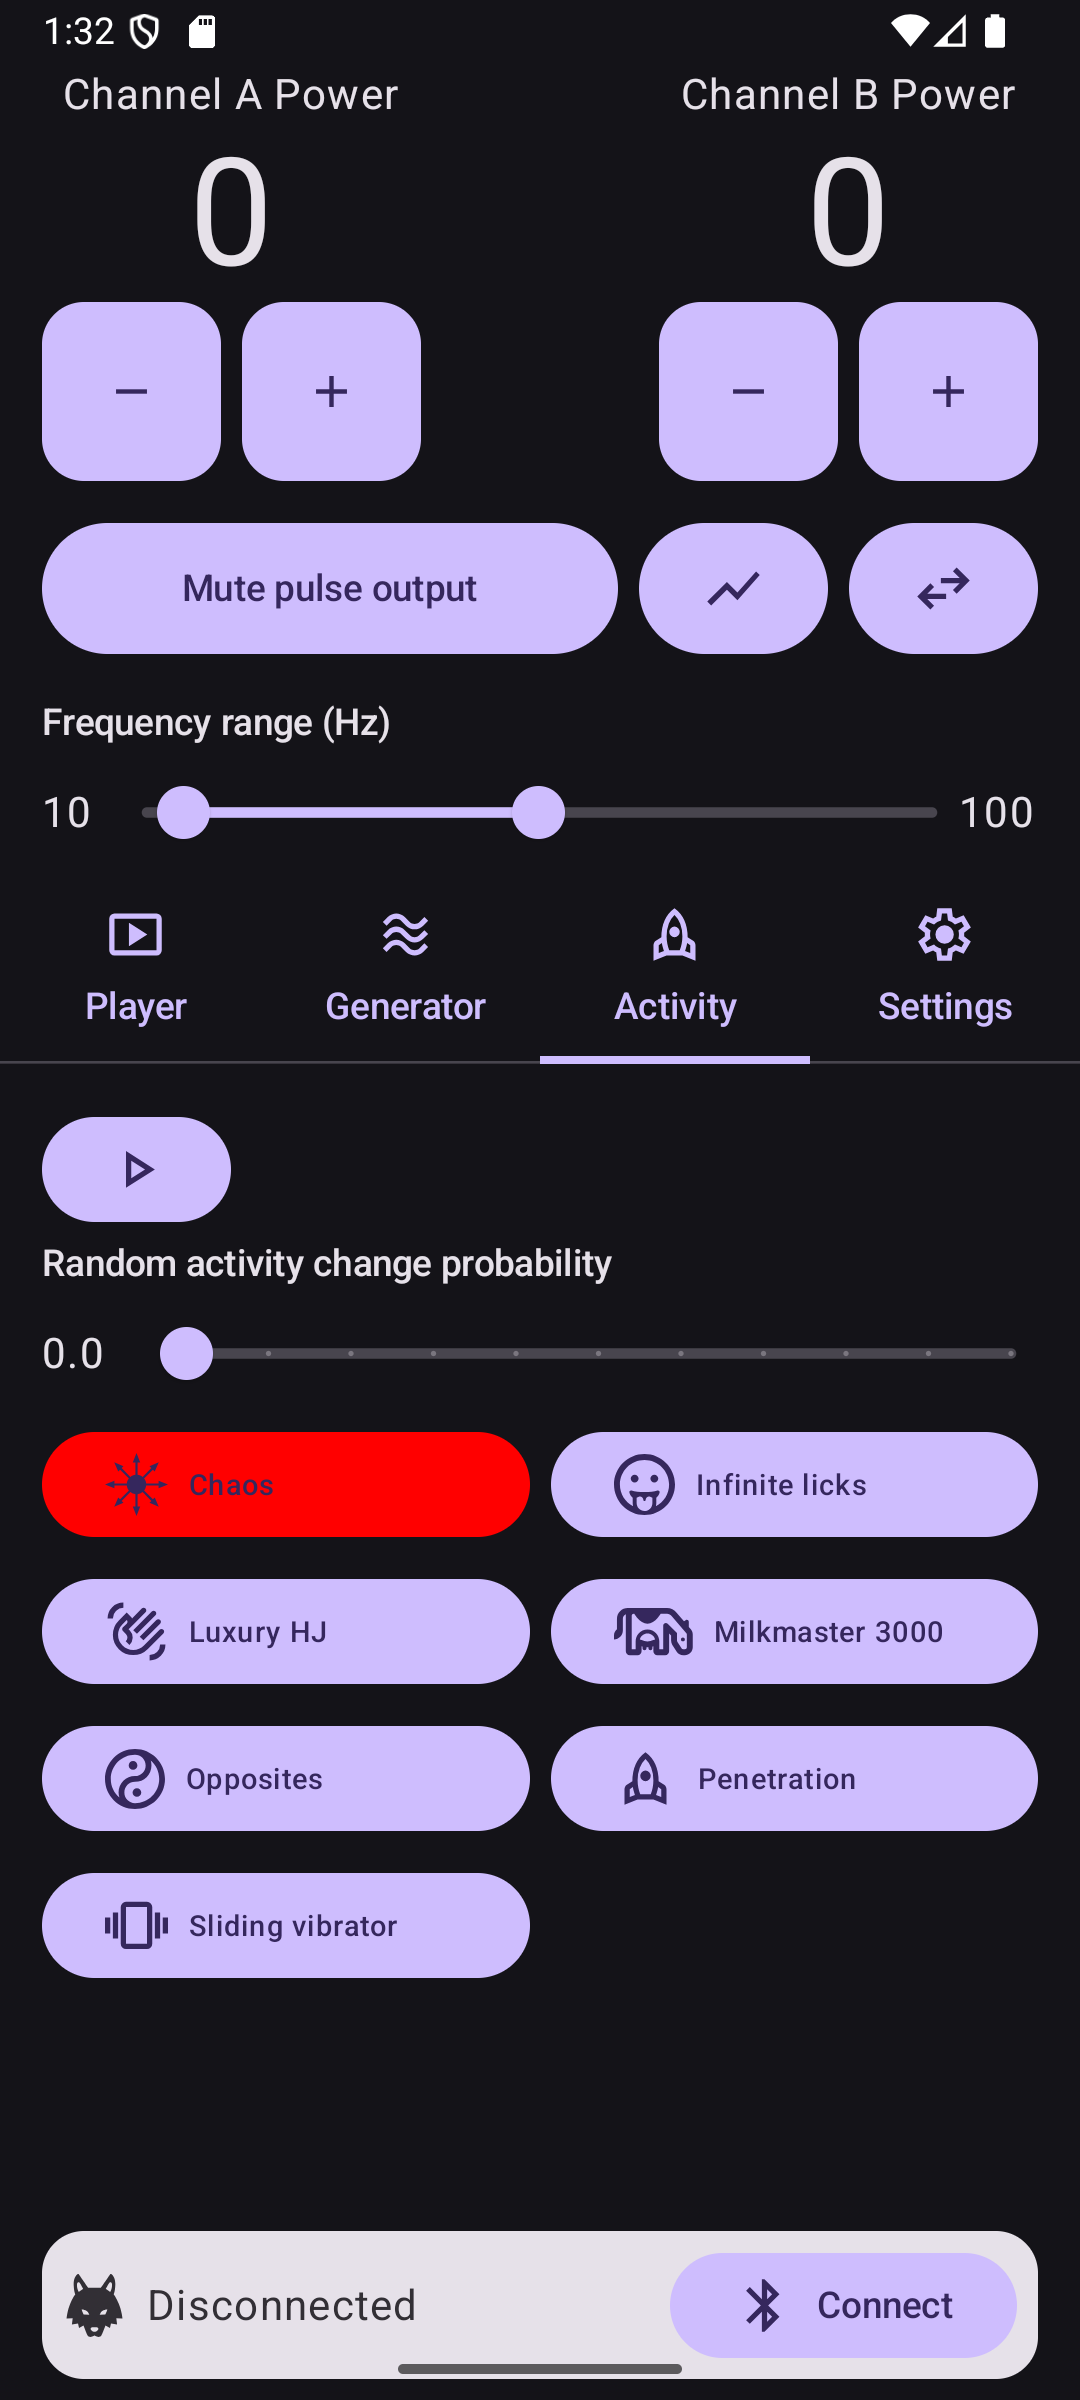 1:32
Channel A Power
Channel B Power
0
0
Mute pulse output
Frequency range (Hz)
10
100
Player
Generator
Activity
Settings
Random activity change probability
0.0
Chaos
Infinite licks
Luxury HJ
Milkmaster 3000
Opposites
Penetration
Sliding vibrator
Disconnected
Connect